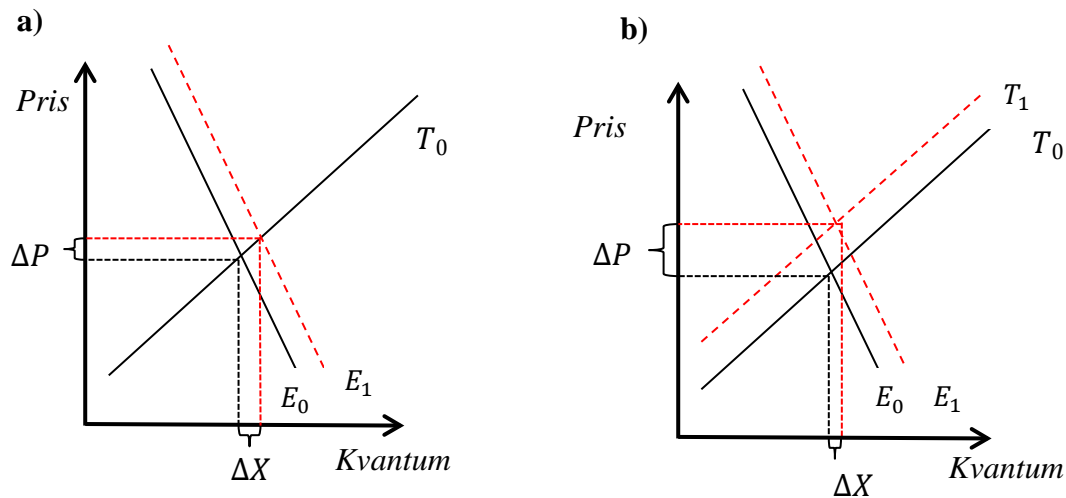 a)
Pris
T0
ΔP
E0
E1
ΔX
Kvantum
b)
Pris
T1
T0
ΔP
E0
E1
ΔX
Kvantum